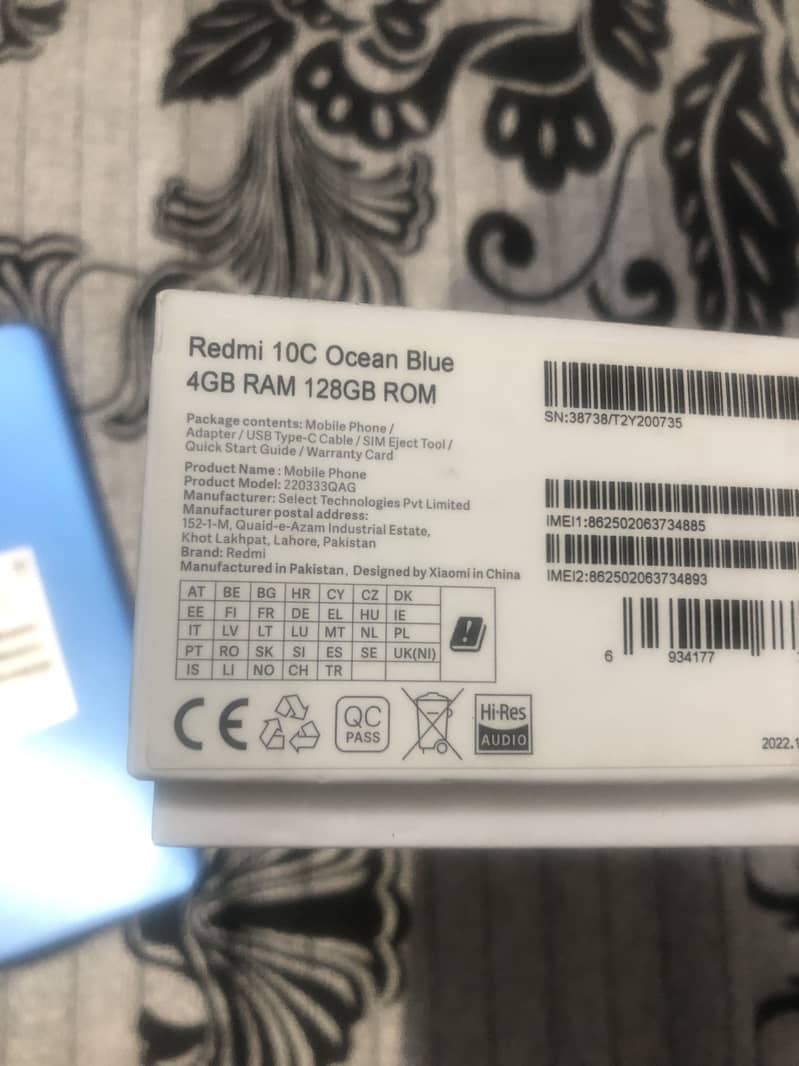 Redmi 10C Ocean Blue
4GB RAM 128GB ROM
Package contents: Mobile Phone /
Adapter / USB Type-C Cable / SIM Eject Tool /
Quick Start Guide / Warranty Card
Product Name : Mobile Phone
Product Model: 220333QAG
Manufacturer: Select Technologies Pvt Limited
Manufacturer postal address:
152-1-M, Quaid-e-Azam Industrial Estate,
Khot Lakhpat, Lahore, Pakistan
Brand: Redmi
Manufactured in Pakistan, Designed by Xiaomi in China
AT BE BG HR CY CZ DK
EE FI FR DE EL HU IE
IT LV LT LU MT NL PL
PT RO SK SI ES SE UK(NI)
IS LI NO CH TR
CE
QC
PASS
Hi-Res
AUDIO
SN:38738/T2Y200735
IMEI1:862502063734885
IMEI2:862502063734893
6 934177
2022.1